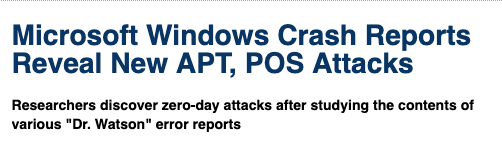 Microsoft Windows Crash Reports
Reveal New APT, POS Attacks
Researchers discover zero-day attacks after studying the contents of
various "Dr. Watson" error reports